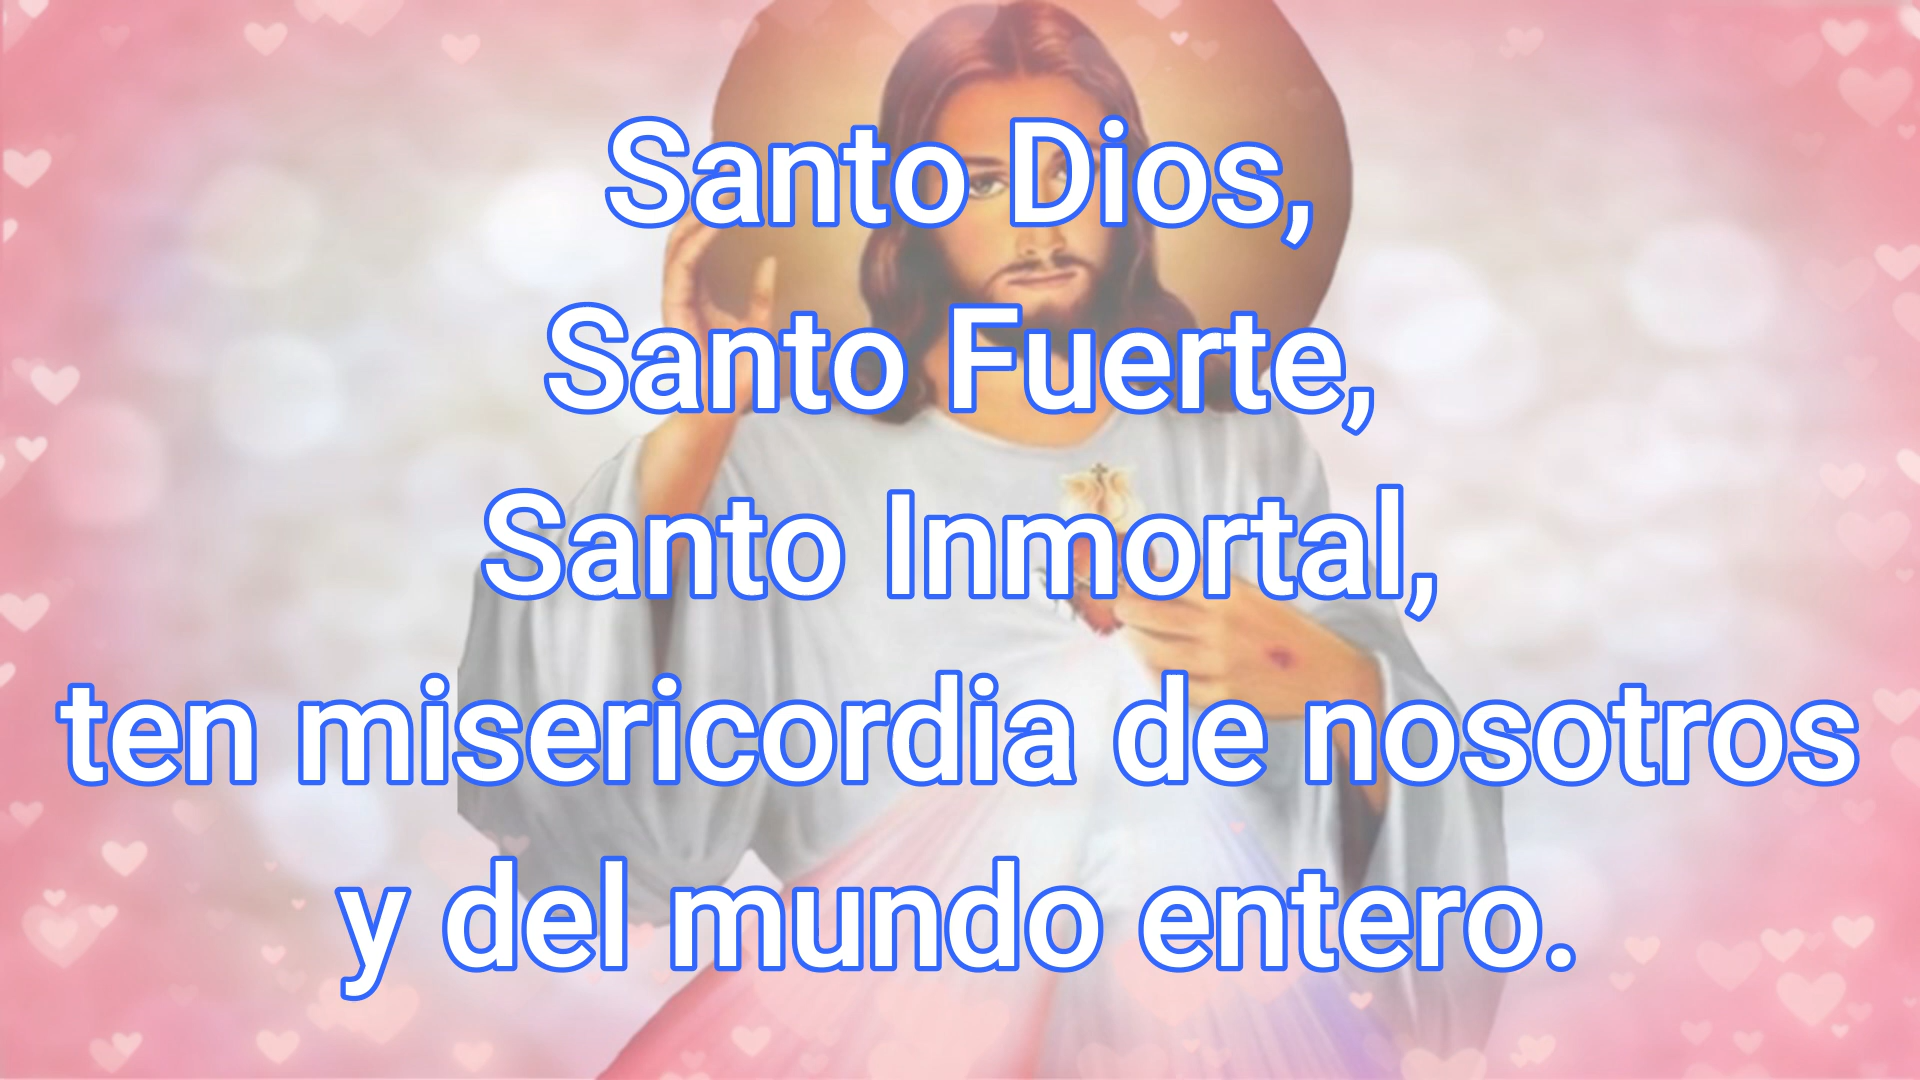 Santo Dios,
Santo Fuerte,
Santo Inmortal,
ten misericordia de nosotros
y del mundo entero.